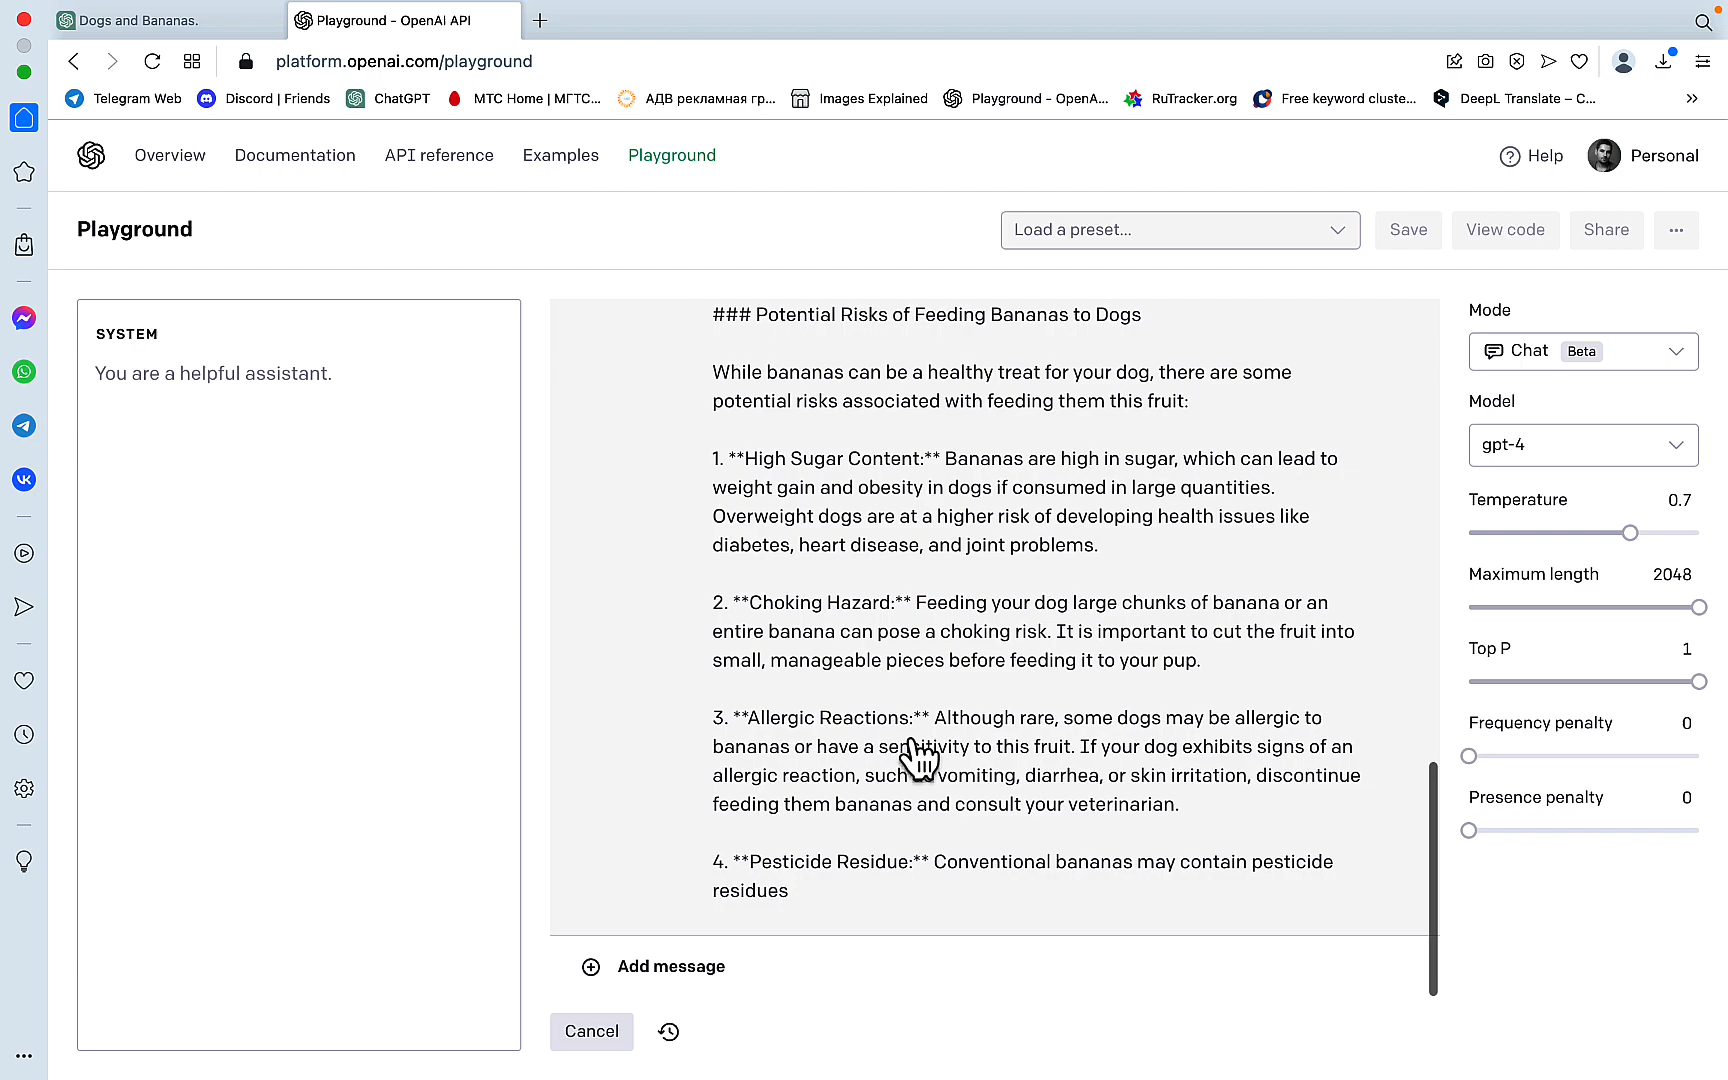 Dogs and Bananas.
Playground - OpenAI API
platform.openai.com/playground
Telegram Web
Discord | Friends
ChatGPT
МТС Home | МГТС...
АДВ рекламная гр...
Images Explained
Playground - OpenA...
RuTracker.org
Free keyword cluste...
DeepL Translate – C...
Overview
Documentation
API reference
Examples
Playground
Help
Personal
Playground
Load a preset...
Save
View code
Share
...
SYSTEM
You are a helpful assistant.
### Potential Risks of Feeding Bananas to Dogs
While bananas can be a healthy treat for your dog, there are some
potential risks associated with feeding them this fruit:
1. **High Sugar Content:** Bananas are high in sugar, which can lead to
weight gain and obesity in dogs if consumed in large quantities.
Overweight dogs are at a higher risk of developing health issues like
diabetes, heart disease, and joint problems.
2. **Choking Hazard:** Feeding your dog large chunks of banana or an
entire banana can pose a choking risk. It is important to cut the fruit into
small, manageable pieces before feeding it to your pup.
3. **Allergic Reactions:** Although rare, some dogs may be allergic to
bananas or have a sensitivity to this fruit. If your dog exhibits signs of an
allergic reaction, such vomiting, diarrhea, or skin irritation, discontinue
feeding them bananas and consult your veterinarian.
4. **Pesticide Residue:** Conventional bananas may contain pesticide
residues
Add message
Cancel
Mode
Chat Beta
Model
gpt-4
Temperature 0.7
Maximum length 2048
Top P 1
Frequency penalty 0
Presence penalty 0